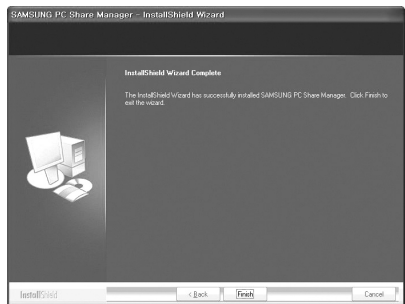 SAMSUNG PC Share Manager - InstallShield Wizard
InstallShield Wizard Complete
The InstallShield Wizard has successfully installed SAMSUNG PC Share Manager. Click Finish to
exit the wizard.
InstallShield
< Back
Finish
Cancel